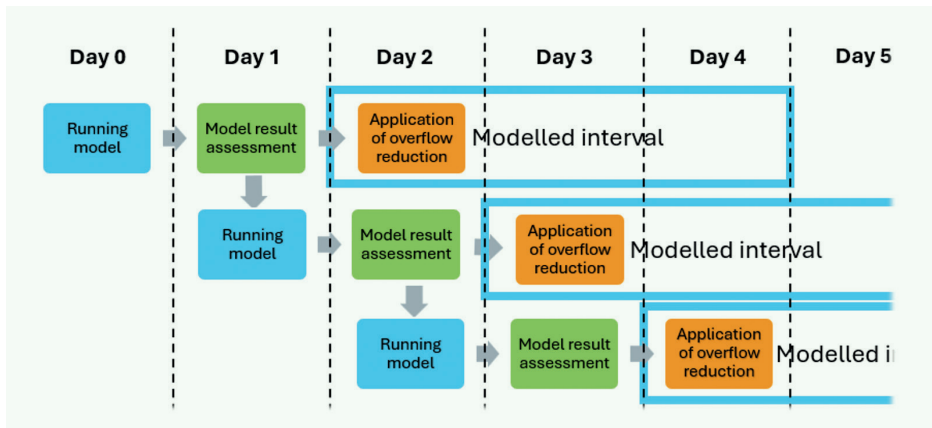 Day 0
Day 1
Day 2
Day 3
Day 4
Day 5
Running
model
Model result
assessment
Application
of overflow
reduction
Modelled interval
Running
model
Model result
assessment
Application
of overflow
reduction
Modelled interval
Running
model
Model result
assessment
Application
of overflow
reduction
Modelled i